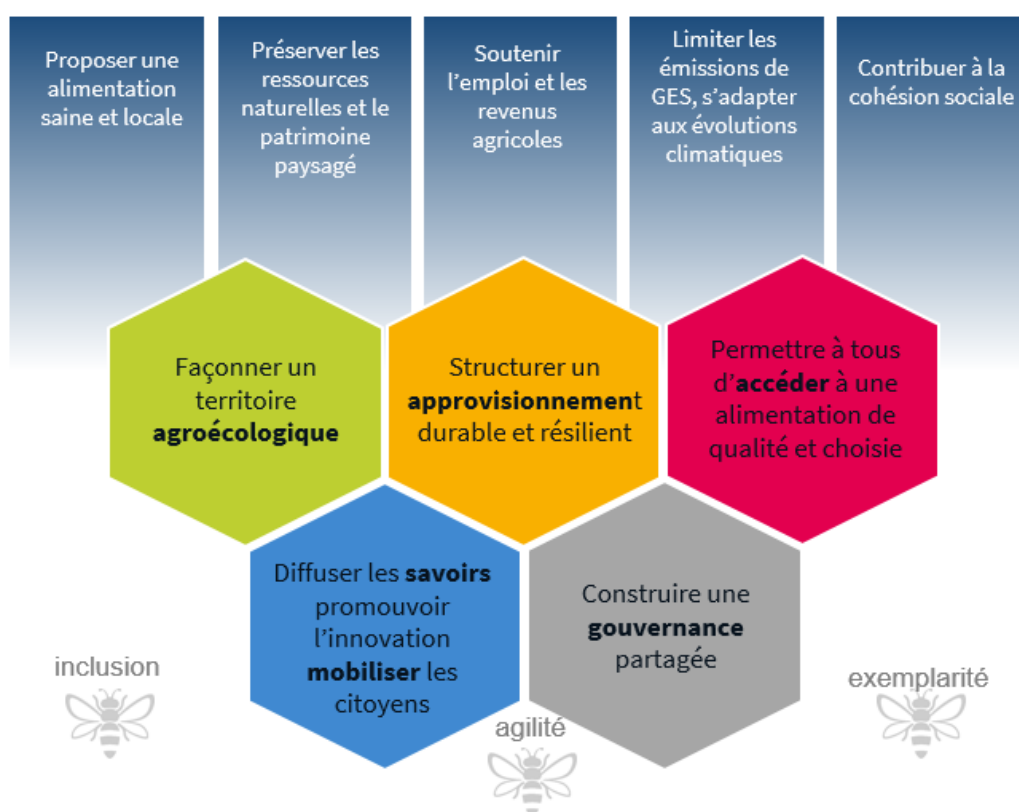 Proposer une
alimentation
saine et locale
Préserver les
ressources
naturelles et le
patrimoine
paysagé
Soutenir
l’emploi et les
revenus
agricoles
Limiter les
émissions de
GES, s’adapter
aux évolutions
climatiques
Contribuer à la
cohésion sociale
Façonner un
territoire
agroécologique
Structurer un
approvisionnement
durable et résilient
Permettre à tous
d’accéder à une
alimentation de
qualité et choisie
Diffuser les savoirs
promouvoir
l’innovation
mobiliser les
citoyens
Construire une
gouvernance
partagée
inclusion
agilité
exemplarité